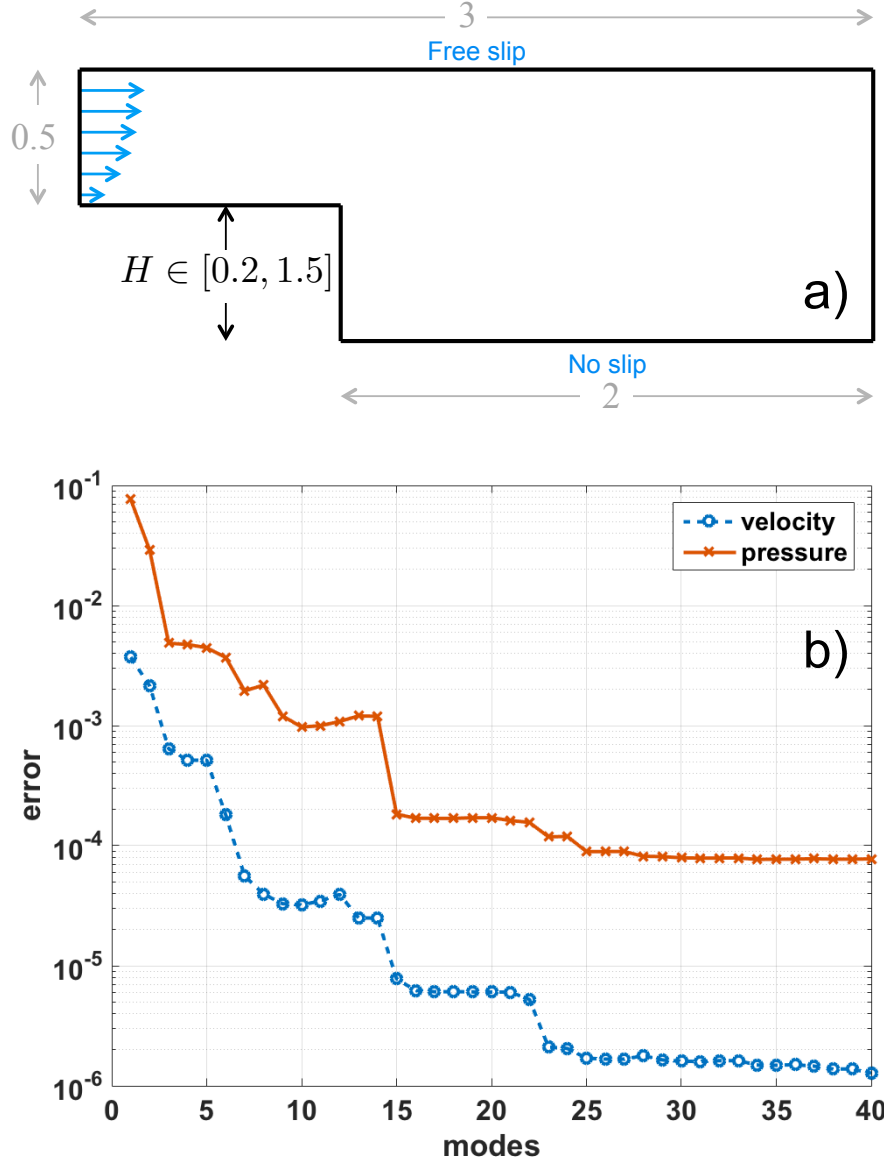 3
Free slip
0.5
H ∈ [0.2, 1.5]
a)
No slip
2
10^-1
velocity
pressure
10^-2
b)
10^-3
error
10^-4
10^-5
10^-6
0 5 10 15 20 25 30 35 40
modes